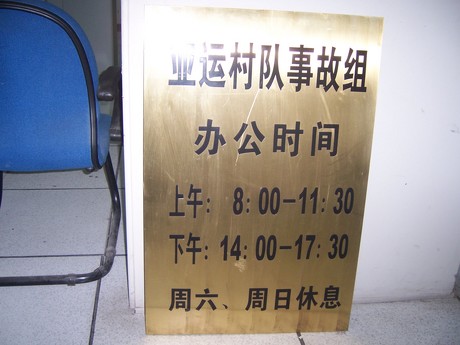 亚运村队事故组
办公时间
上午：8:00-11:30
下午：14:00-17:30
周六、周日休息